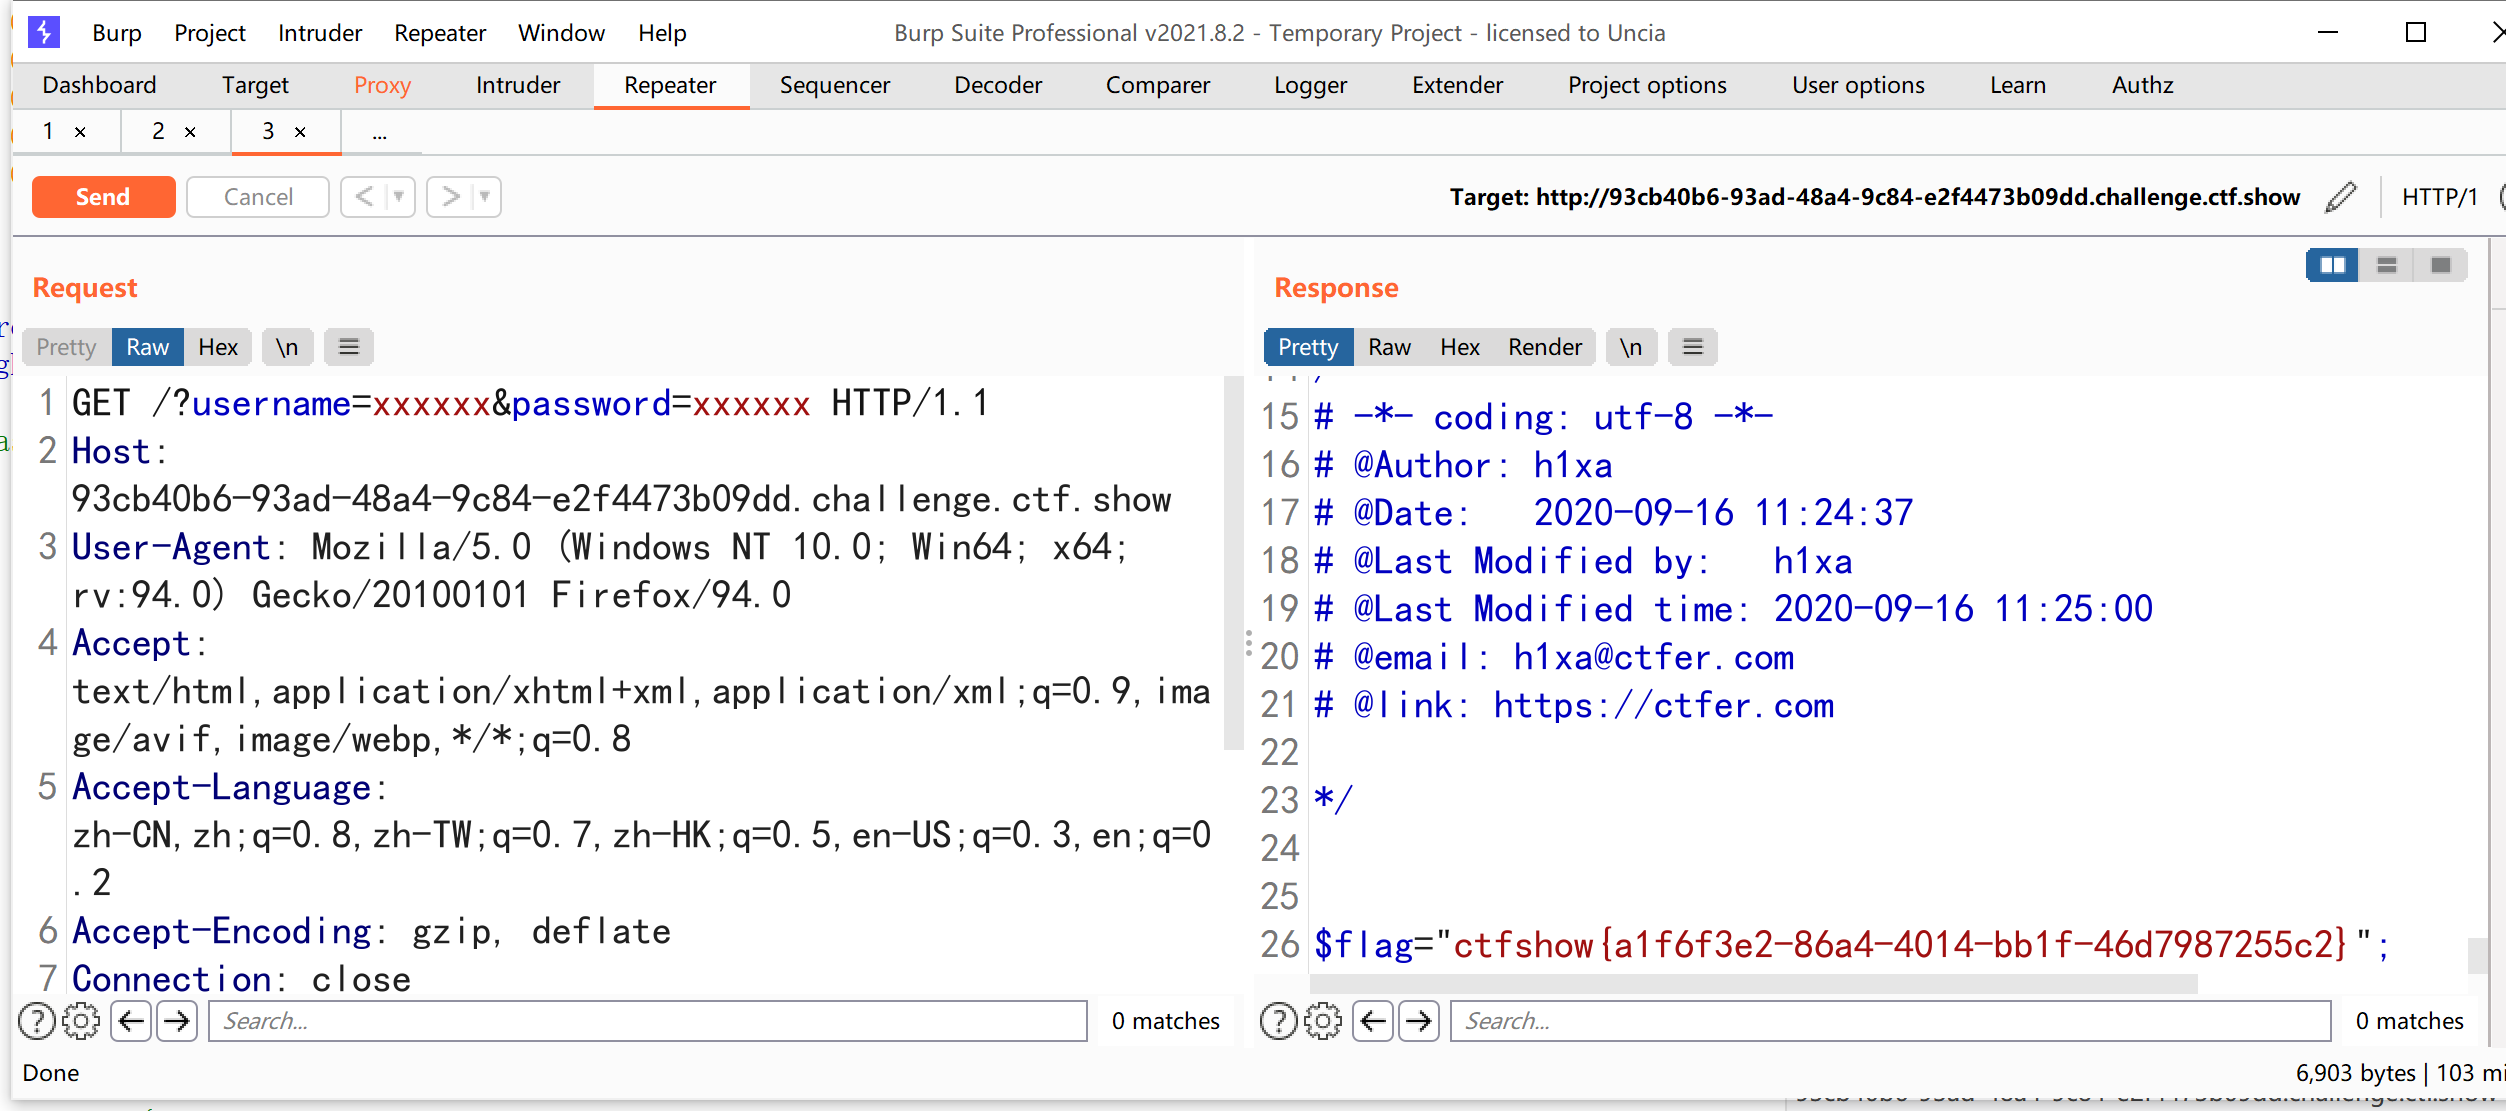 Burp Project Intruder Repeater Window Help Burp Suite Professional v2021.8.2 - Temporary Project - licensed to Uncia
Dashboard Target Proxy Intruder Repeater Sequencer Decoder Comparer Logger Extender Project options User options Learn Authz
1 × 2 × 3 × ...
Send Cancel < > Target: http://93cb40b6-93ad-48a4-9c84-e2f4473b09dd.challenge.ctf.show HTTP/1
Request
Pretty Raw Hex \n
1 GET /?username=xxxxxx&password=xxxxxx HTTP/1.1
2 Host:
93cb40b6-93ad-48a4-9c84-e2f4473b09dd.challenge.ctf.show
3 User-Agent: Mozilla/5.0 (Windows NT 10.0; Win64; x64;
rv:94.0) Gecko/20100101 Firefox/94.0
4 Accept:
text/html,application/xhtml+xml,application/xml;q=0.9,ima
ge/avif,image/webp,*/*;q=0.8
5 Accept-Language:
zh-CN,zh;q=0.8,zh-TW;q=0.7,zh-HK;q=0.5,en-US;q=0.3,en;q=0
.2
6 Accept-Encoding: gzip, deflate
7 Connection: close
Search... 0 matches
Response
Pretty Raw Hex Render \n
15 # -*- coding: utf-8 -*-
16 # @Author: h1xa
17 # @Date:   2020-09-16 11:24:37
18 # @Last Modified by:   h1xa
19 # @Last Modified time: 2020-09-16 11:25:00
20 # @email: h1xa@ctfer.com
21 # @link: https://ctfer.com
22
23 */
24
25
26 $flag="ctfshow{a1f6f3e2-86a4-4014-bb1f-46d7987255c2}";
Search... 0 matches
Done 6,903 bytes | 103 mi